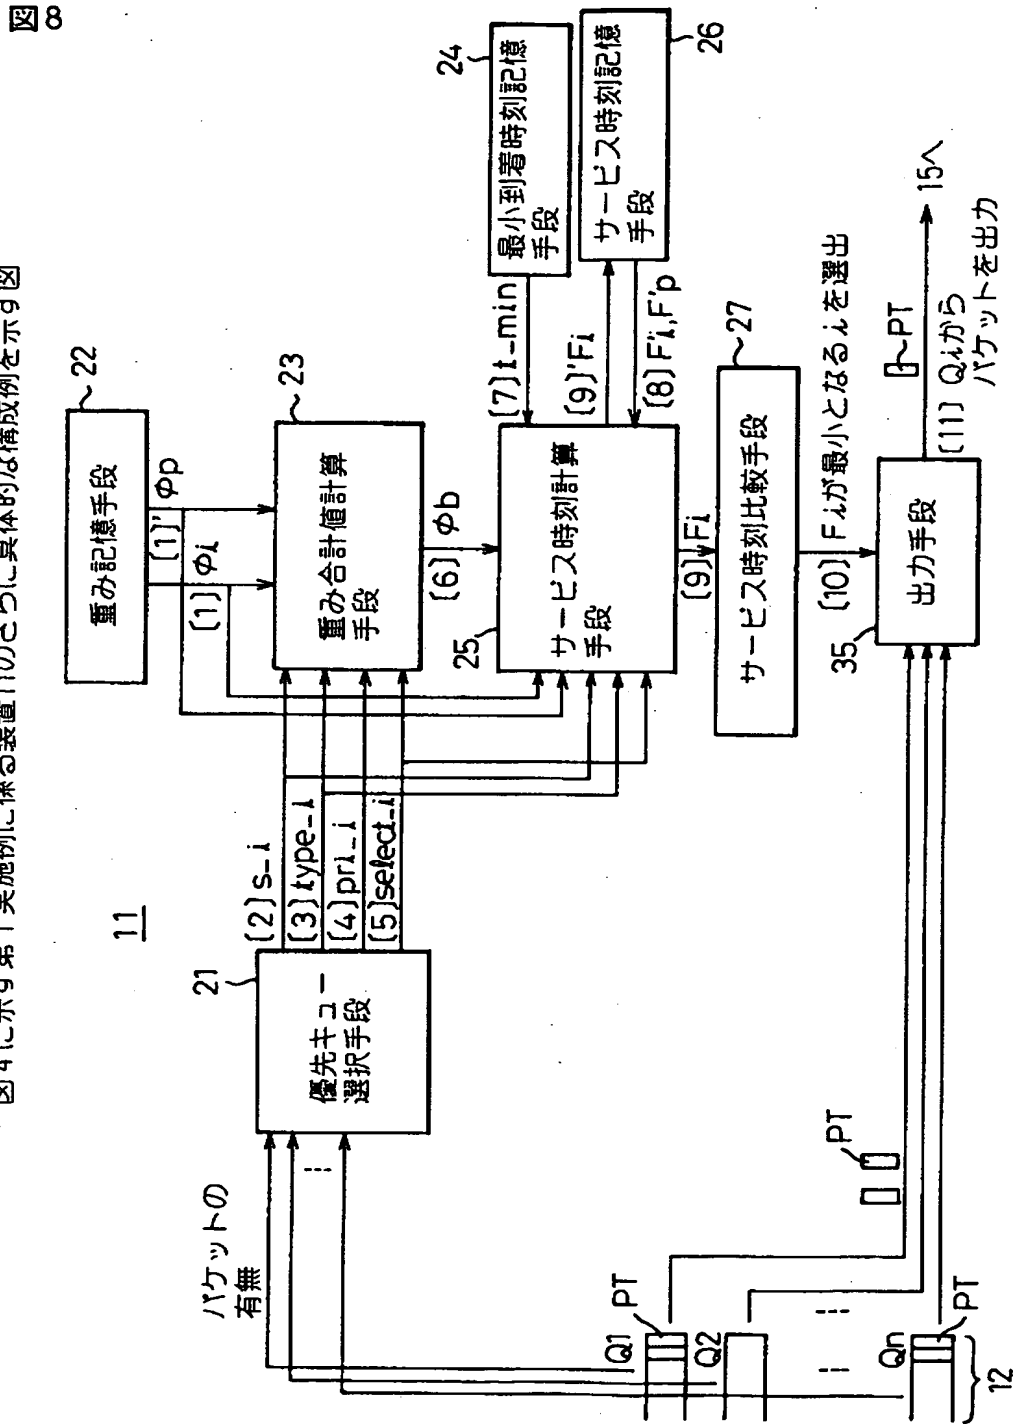 図8
図4に示す第1実施例に係る装置11のさらに具体的な構成例を示す図
11
22
重み記憶手段
[1]' Φp
[1] Φi
23
重み合計値計算
手段
[6] Φb
24
最小到着時刻記憶
手段
26
サービス時刻記憶
手段
[7] t_min
[9]' Fi
[8] F'i, F'p
21
優先キュー
選択手段
[2] s_i
[3] type_i
[4] pri_i
[5] select_i
パケットの
有無
25
サービス時刻計算
手段
[9] Fi
27
サービス時刻比較手段
[10] Fiが最小となるiを選出
35
出力手段
PT
15へ
[11] Qiから
パケットを出力
PT
Q1
PT
Q2
Qn
PT
12